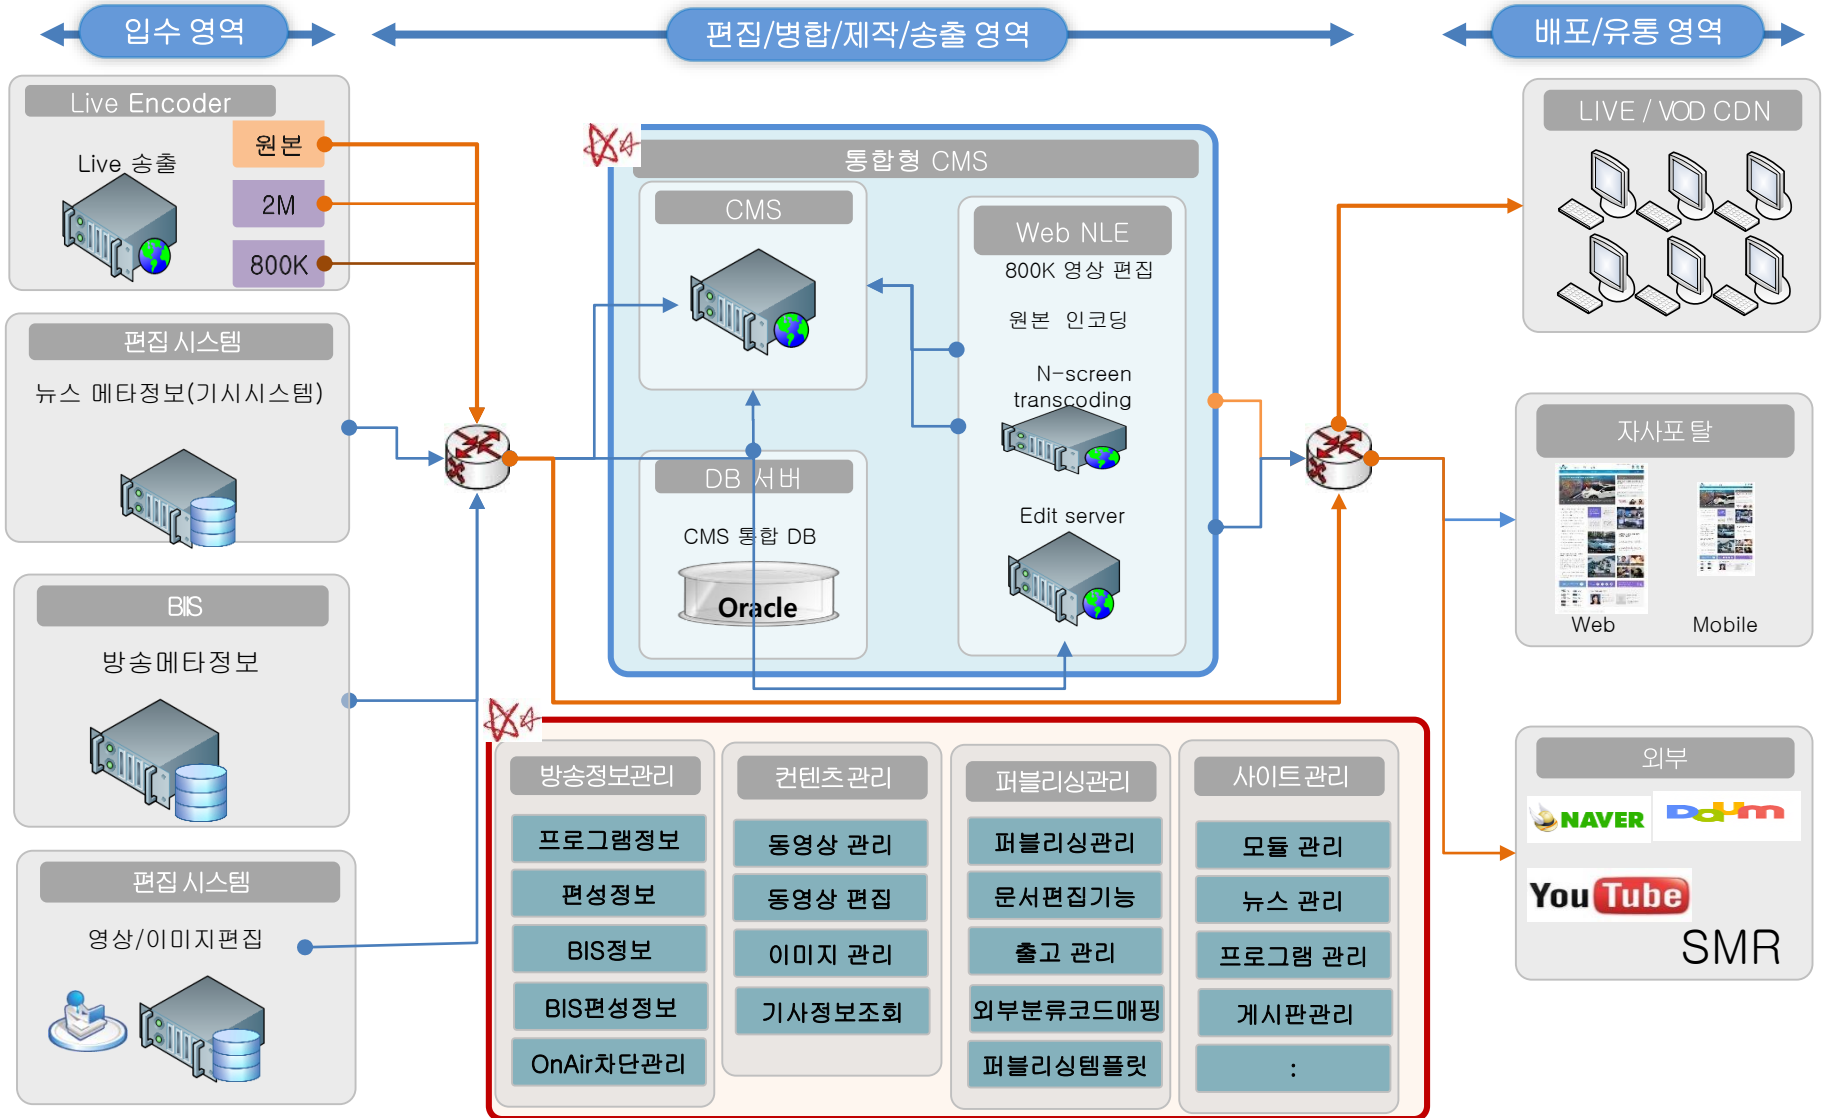 입수 영역
편집/병합/제작/송출 영역
배포/유통 영역
Live Encoder
Live 송출
원본
2M
800K
편집 시스템
뉴스 메타정보(기시시스템)
BIIS
방송메타정보
편집 시스템
영상/이미지편집
통합형 CMS
CMS
DB 서버
CMS 통합 DB
Oracle
Web NLE
800K 영상 편집
원본 인코딩
N-screen
transcoding
Edit server
방송정보관리
프로그램정보
편성정보
BIS정보
BIS편성정보
OnAir차단관리
컨텐츠 관리
동영상 관리
동영상 편집
이미지 관리
기사정보조회
퍼블리싱관리
퍼블리싱관리
문서편집기능
출고 관리
외부분류코드매핑
퍼블리싱템플릿
사이트 관리
모듈 관리
뉴스 관리
프로그램 관리
게시판관리
:
LIVE / VOD CDN
자사포 탈
Web
Mobile
외부
NAVER
Daum
YouTube
SMR